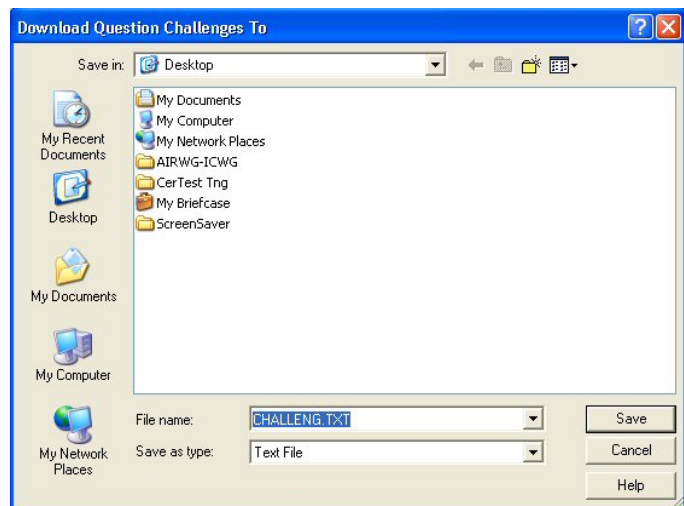 Download Question Challenges To
Save in:
Desktop
My Recent
Documents
Desktop
My Documents
My Computer
My Network
Places
My Documents
My Computer
My Network Places
AIRWG-ICWG
CerTest Tng
My Briefcase
ScreenSaver
File name:
CHALLENG.TXT
Save
Save as type:
Text File
Cancel
Help